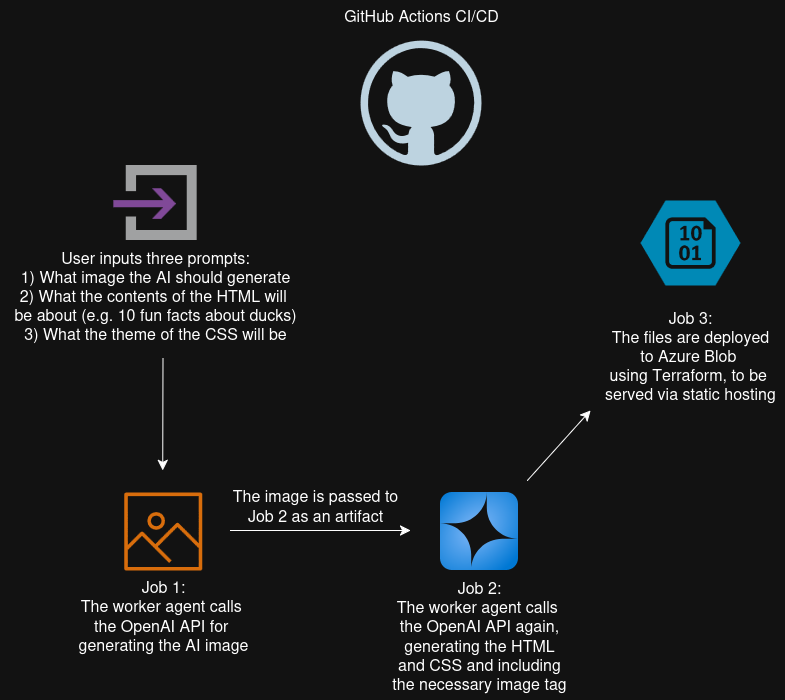 GitHub Actions CI/CD
User inputs three prompts:
1) What image the AI should generate
2) What the contents of the HTML will
be about (e.g. 10 fun facts about ducks)
3) What the theme of the CSS will be
10
01
Job 3:
The files are deployed
to Azure Blob
using Terraform, to be
served via static hosting
The image is passed to
Job 2 as an artifact
Job 1:
The worker agent calls
the OpenAI API for
generating the AI image
Job 2:
The worker agent calls
the OpenAI API again,
generating the HTML
and CSS and including
the necessary image tag